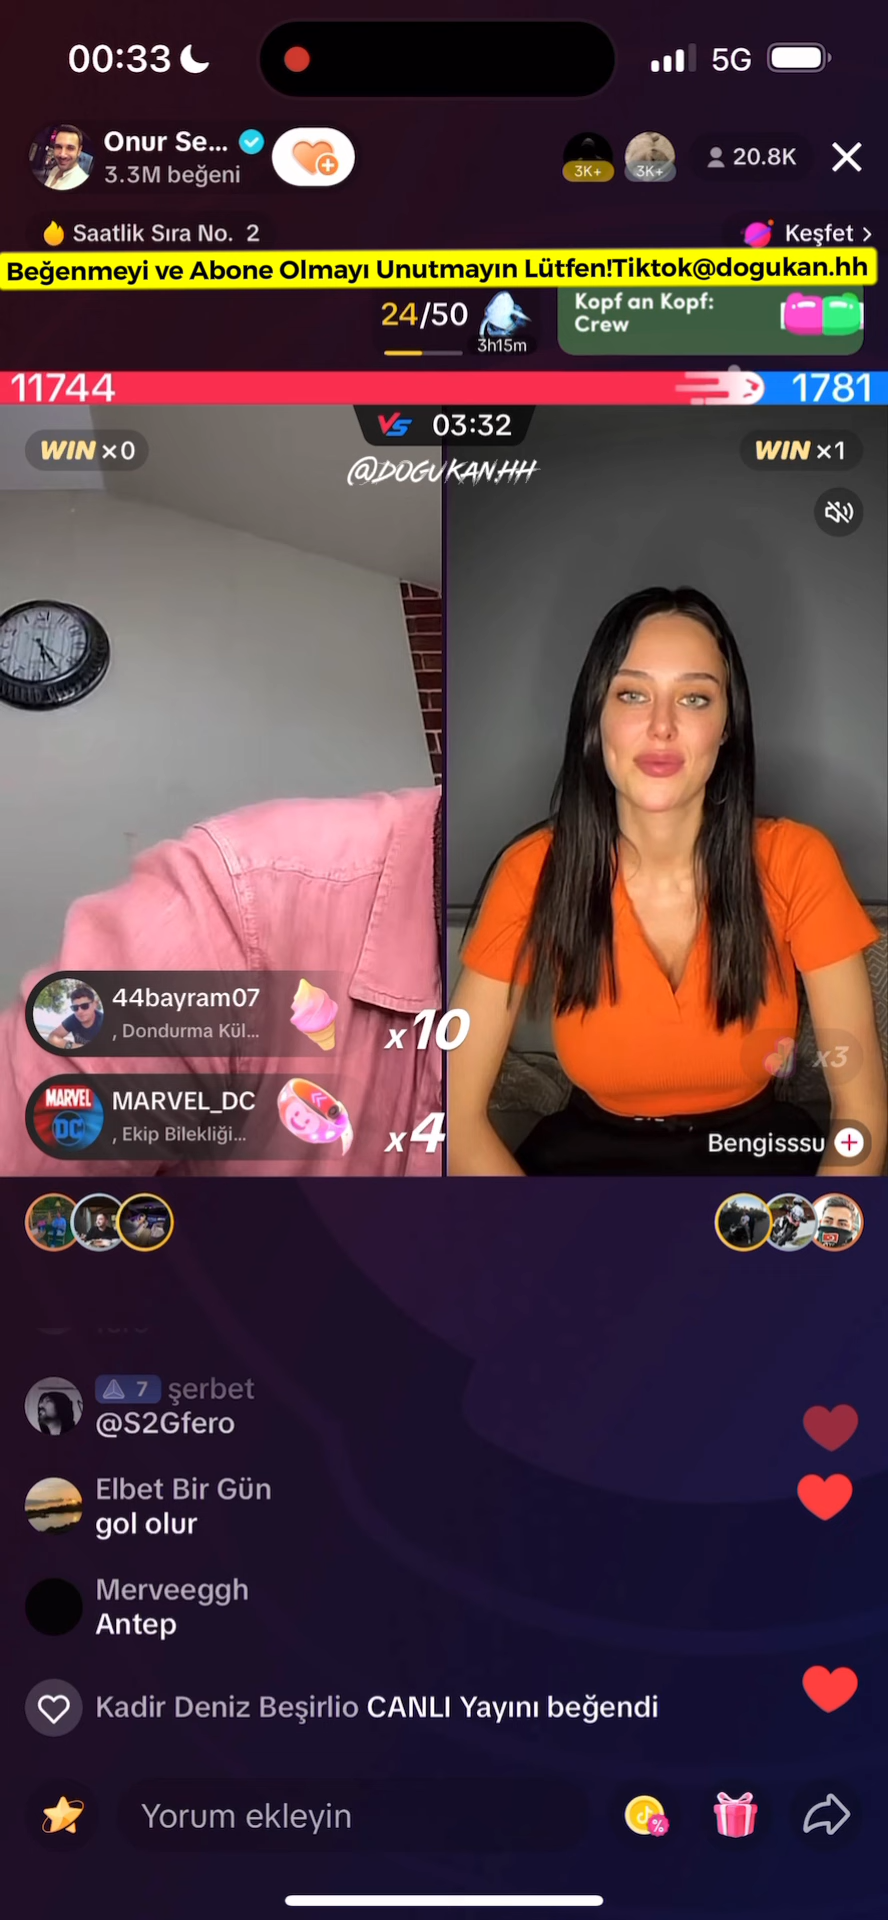 00:33
5G
Onur Se...
3.3M beğeni
3K+
3K+
20.8K
Saatlik Sıra No. 2
Keşfet >
Beğenmeyi ve Abone Olmayı Unutmayın Lütfen!Tiktok@dogukan.hh
24/50
3h15m
Kopf an Kopf:
Crew
11744
1781
VS 03:32
WIN x0
WIN x1
@DOGUKAN.HH
44bayram07
, Dondurma Kül...
x10
x3
MARVEL
DC
MARVEL_DC
, Ekip Bilekliği...
x4
Bengisssu
7 şerbet
@S2Gfero
Elbet Bir Gün
gol olur
Merveeggh
Antep
Kadir Deniz Beşirlio CANLI Yayını beğendi
Yorum ekleyin